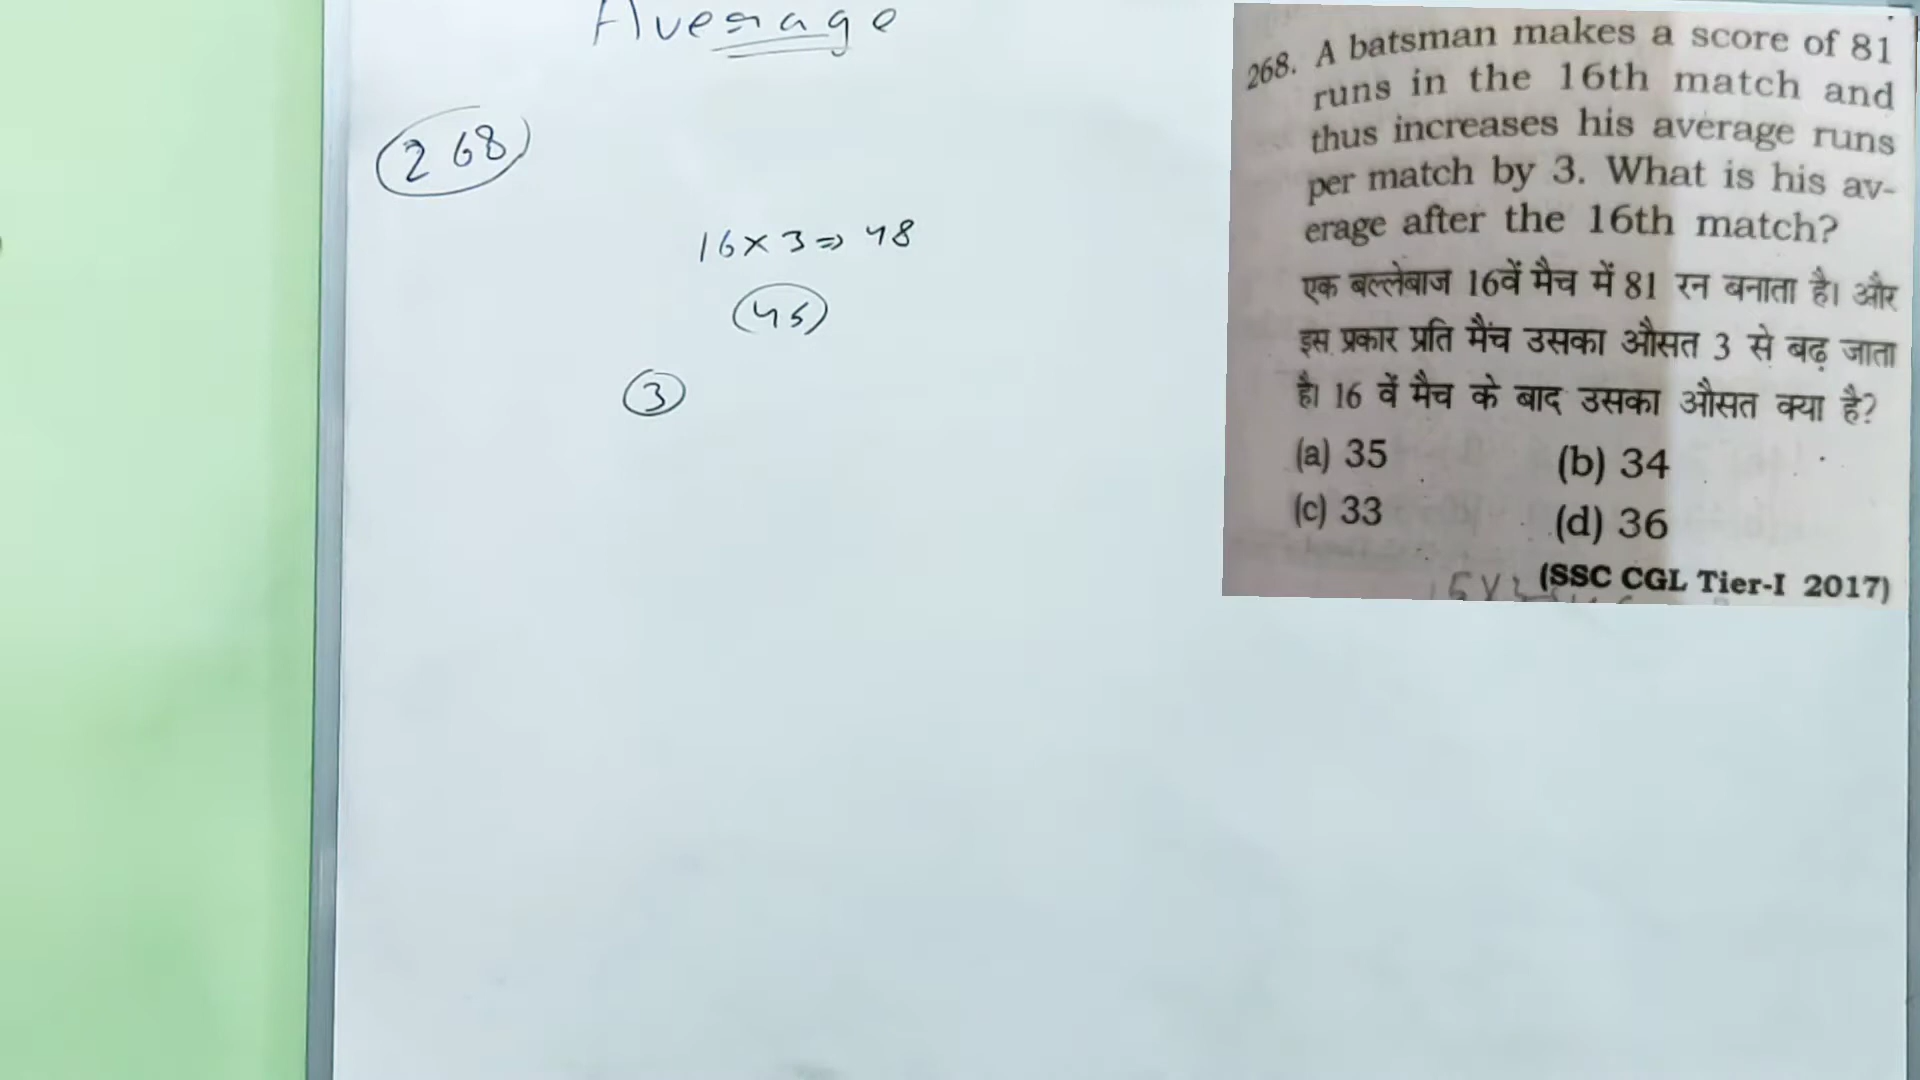 Average
268
16 × 3 => 48
45
3
268. A batsman makes a score of 81
runs in the 16th match and
thus increases his average runs
per match by 3. What is his av-
erage after the 16th match?
एक बल्लेबाज 16वें मैच में 81 रन बनाता है। और
इस प्रकार प्रति मैंच उसका औसत 3 से बढ़ जाता
है। 16 वें मैच के बाद उसका औसत क्या है?
(a) 35 (b) 34
(c) 33 (d) 36
(SSC CGL Tier-I 2017)